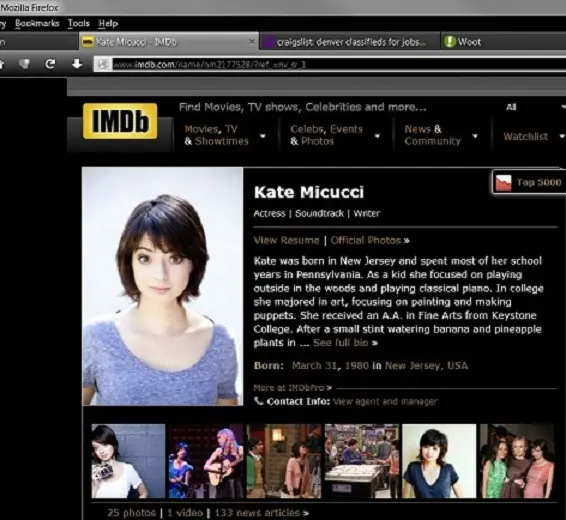 Mozilla Firefox
ry Bookmarks Tools Help
m Kate Micucci - IMDb × craigslist: denver classifieds for jobs... Woot
www.imdb.com/name/nm2177528/?ref_=nv_sr_1
Find Movies, TV shows, Celebrities and more... All
IMDb
Movies, TV & Showtimes
Celebs, Events & Photos
News & Community
Watchlist
Top 5000
Kate Micucci
Actress | Soundtrack | Writer
View Resume | Official Photos »
Kate was born in New Jersey and spent most of her school
years in Pennsylvania. As a kid she focused on playing
outside in the woods and playing classical piano. In college
she majored in art, focusing on painting and making
puppets. She received an A.A. in Fine Arts from Keystone
College. After a small stint watering banana and pineapple
plants in ... See full bio »
Born: March 31, 1980 in New Jersey, USA
More at IMDbPro »
Contact Info: View agent and manager
25 photos | 1 video | 133 news articles »